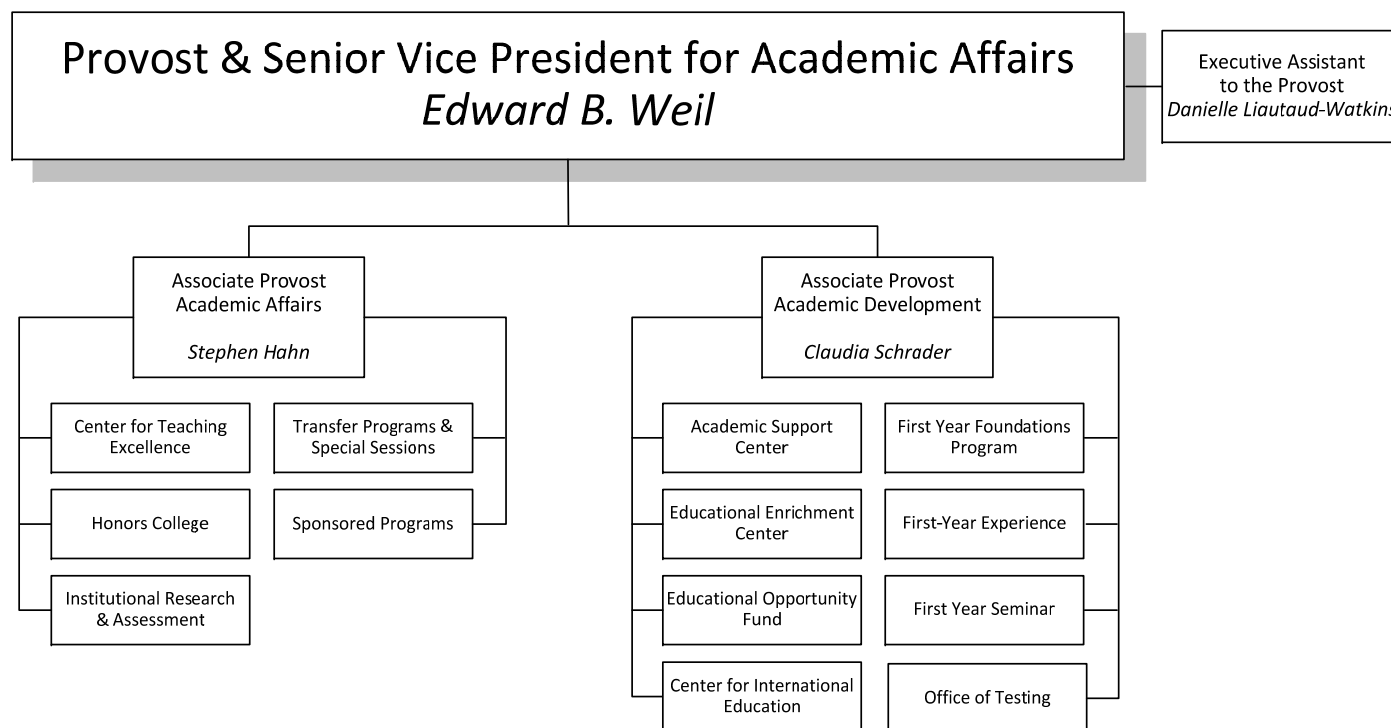 Provost & Senior Vice President for Academic Affairs
Edward B. Weil
Executive Assistant
to the Provost
Danielle Liautaud-Watkins
Associate Provost
Academic Affairs
Stephen Hahn
Associate Provost
Academic Development
Claudia Schrader
Center for Teaching
Excellence
Transfer Programs &
Special Sessions
Honors College
Sponsored Programs
Institutional Research
& Assessment
Academic Support
Center
First Year Foundations
Program
Educational Enrichment
Center
First-Year Experience
Educational Opportunity
Fund
First Year Seminar
Center for International
Education
Office of Testing